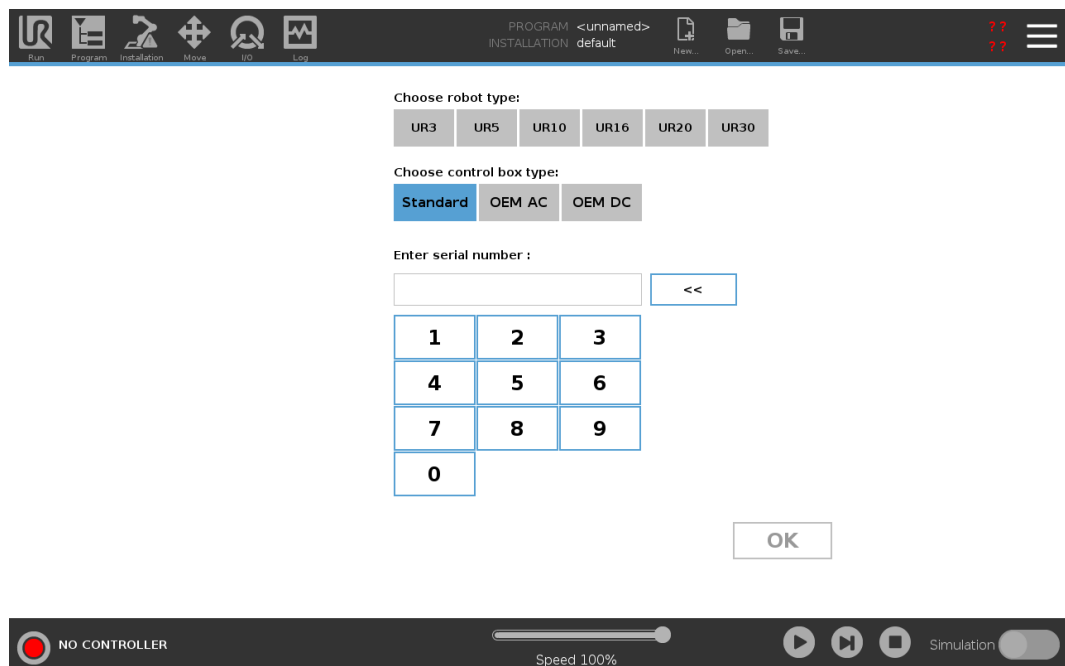 PROGRAM <unnamed>
INSTALLATION default
Run Program Installation Move I/O Log New... Open... Save...
? ?
? ?
Choose robot type:
UR3 UR5 UR10 UR16 UR20 UR30
Choose control box type:
Standard OEM AC OEM DC
Enter serial number :
<<
1 2 3
4 5 6
7 8 9
0
OK
NO CONTROLLER
Speed 100%
Simulation